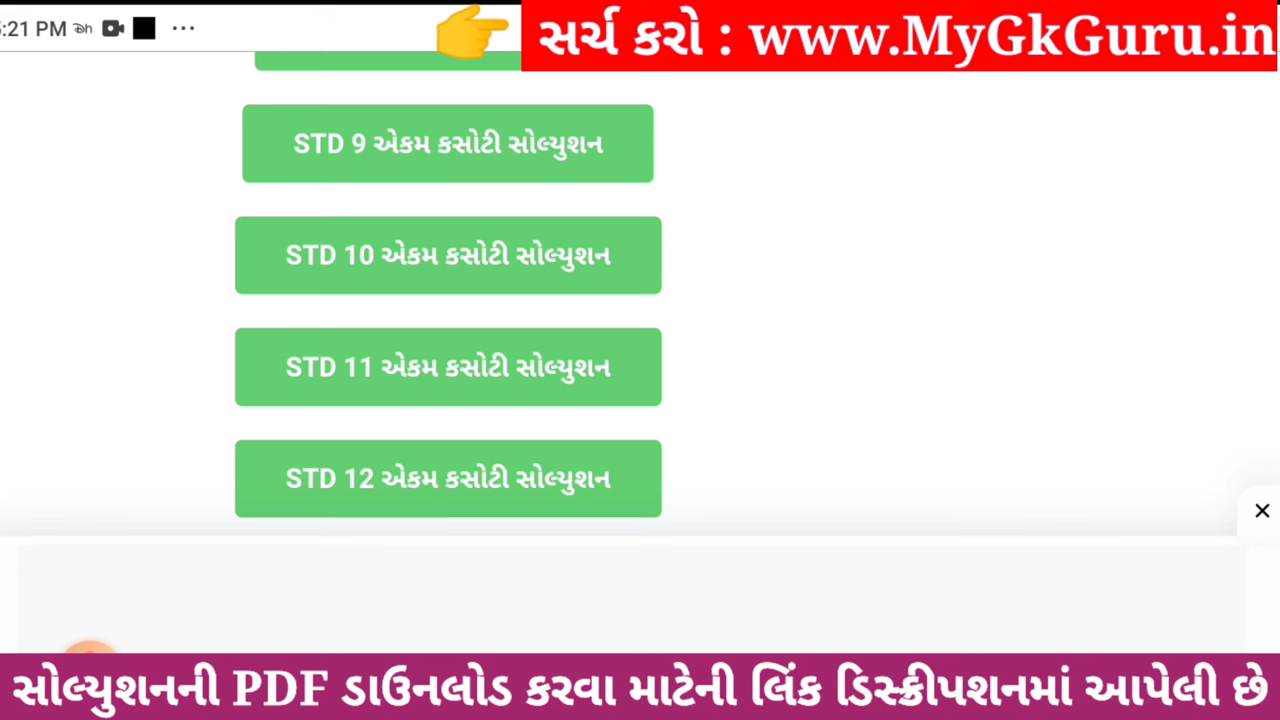 :21 PM ...
સર્ચ કરો : www.MyGkGuru.in
STD 9 એકમ કસોટી સોલ્યુશન
STD 10 એકમ કસોટી સોલ્યુશન
STD 11 એકમ કસોટી સોલ્યુશન
STD 12 એકમ કસોટી સોલ્યુશન
સોલ્યુશનની PDF ડાઉનલોડ કરવા માટેની લિંક ડિસ્ક્રીપશનમાં આપેલી છે